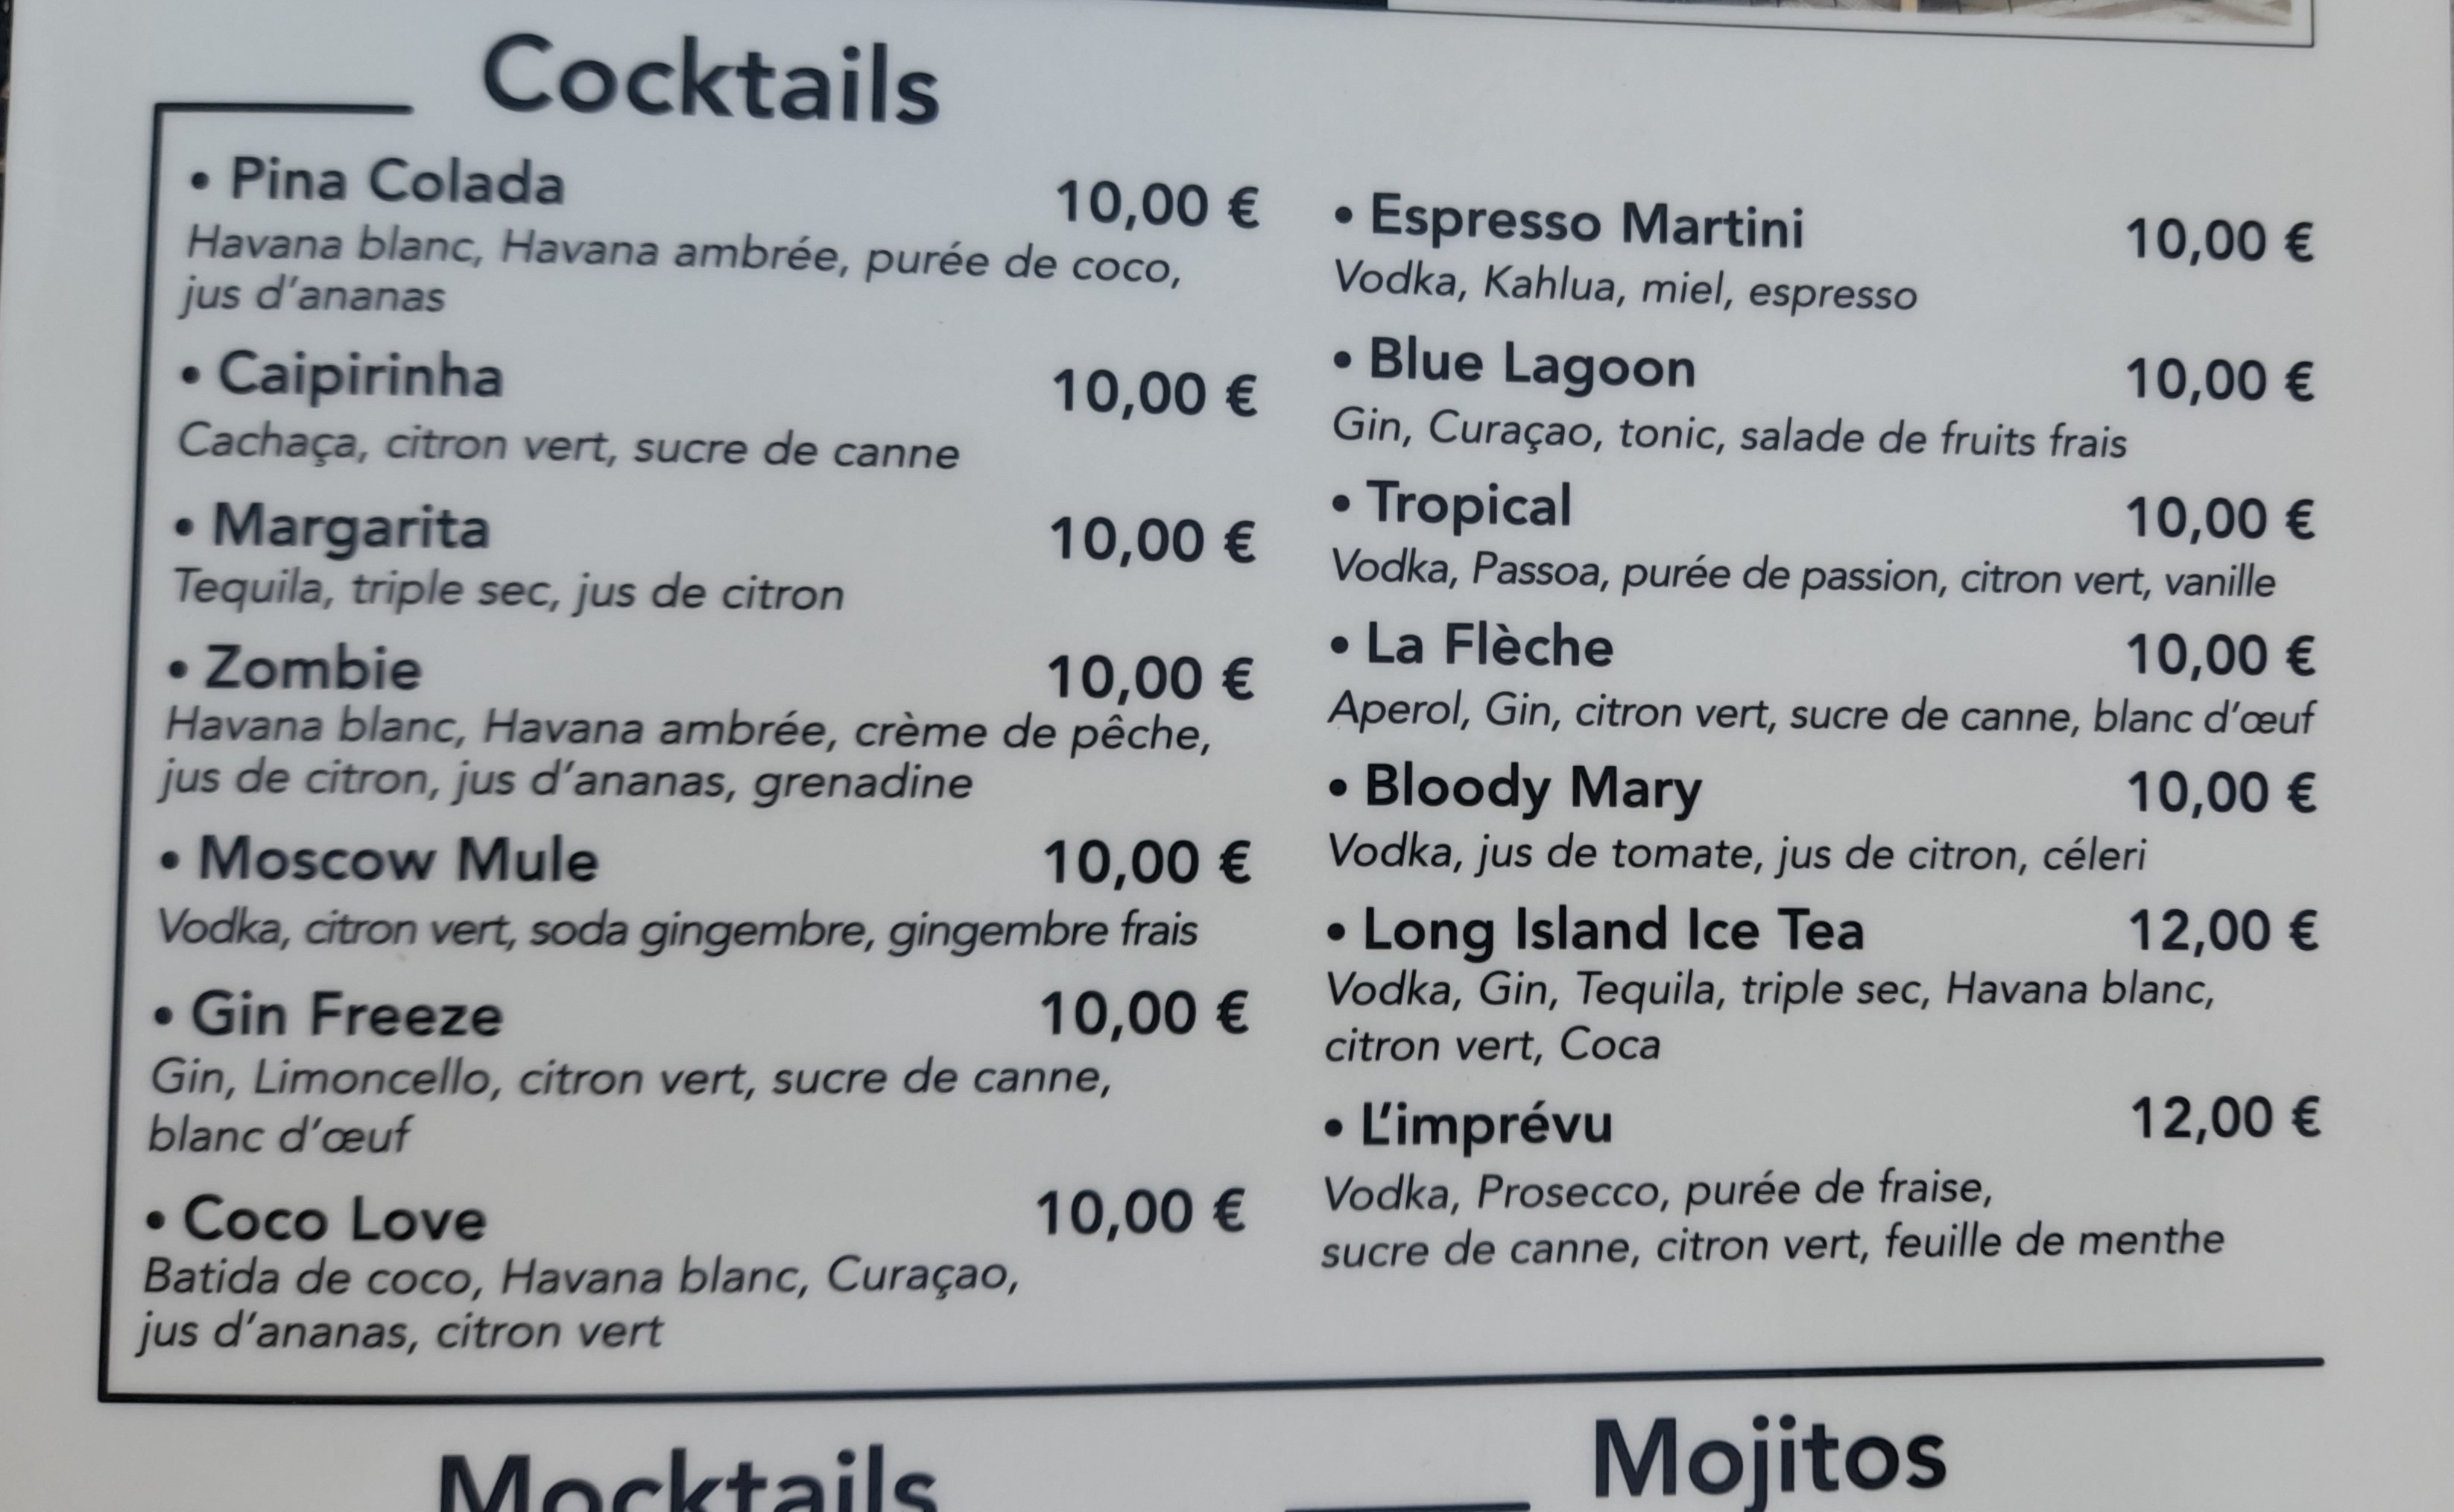 Cocktails
• Pina Colada 10,00 €
Havana blanc, Havana ambrée, purée de coco,
jus d'ananas
• Caipirinha 10,00 €
Cachaça, citron vert, sucre de canne
• Margarita 10,00 €
Tequila, triple sec, jus de citron
• Zombie 10,00 €
Havana blanc, Havana ambrée, crème de pêche,
jus de citron, jus d'ananas, grenadine
• Moscow Mule 10,00 €
Vodka, citron vert, soda gingembre, gingembre frais
• Gin Freeze 10,00 €
Gin, Limoncello, citron vert, sucre de canne,
blanc d'œuf
• Coco Love 10,00 €
Batida de coco, Havana blanc, Curaçao,
jus d'ananas, citron vert
• Espresso Martini 10,00 €
Vodka, Kahlua, miel, espresso
• Blue Lagoon 10,00 €
Gin, Curaçao, tonic, salade de fruits frais
• Tropical 10,00 €
Vodka, Passoa, purée de passion, citron vert, vanille
• La Flèche 10,00 €
Aperol, Gin, citron vert, sucre de canne, blanc d'œuf
• Bloody Mary 10,00 €
Vodka, jus de tomate, jus de citron, céleri
• Long Island Ice Tea 12,00 €
Vodka, Gin, Tequila, triple sec, Havana blanc,
citron vert, Coca
• L'imprévu 12,00 €
Vodka, Prosecco, purée de fraise,
sucre de canne, citron vert, feuille de menthe
Mocktails
Mojitos